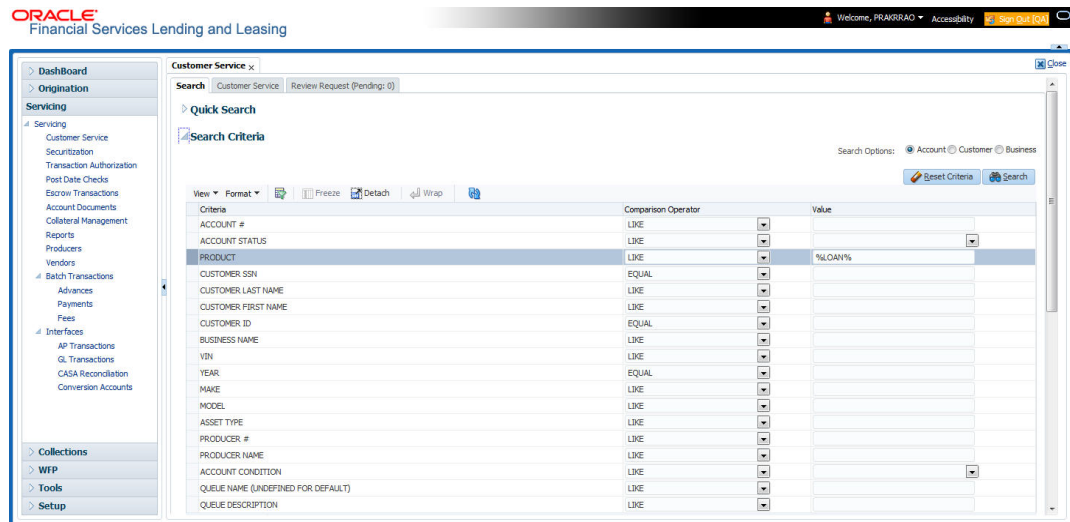 ORACLE
Financial Services Lending and Leasing
Welcome, PRAKRRAO Accessibility Sign Out [QA]
Close
DashBoard
Origination
Servicing
Servicing
Customer Service
Securitization
Transaction Authorization
Post Date Checks
Escrow Transactions
Account Documents
Collateral Management
Reports
Producers
Vendors
Batch Transactions
Advances
Payments
Fees
Interfaces
AP Transactions
GL Transactions
CASA Reconciliation
Conversion Accounts
Collections
WFP
Tools
Setup
Customer Service x
Search Customer Service Review Request (Pending: 0)
Quick Search
Search Criteria
Search Options: Account Customer Business
Reset Criteria Search
View Format Freeze Detach Wrap
Criteria Comparison Operator Value
ACCOUNT # LIKE
ACCOUNT STATUS LIKE
PRODUCT LIKE %LOAN%
CUSTOMER SSN EQUAL
CUSTOMER LAST NAME LIKE
CUSTOMER FIRST NAME LIKE
CUSTOMER ID EQUAL
BUSINESS NAME LIKE
VIN LIKE
YEAR EQUAL
MAKE LIKE
MODEL LIKE
ASSET TYPE LIKE
PRODUCER # LIKE
PRODUCER NAME LIKE
ACCOUNT CONDITION LIKE
QUEUE NAME (UNDEFINED FOR DEFAULT) LIKE
QUEUE DESCRIPTION LIKE